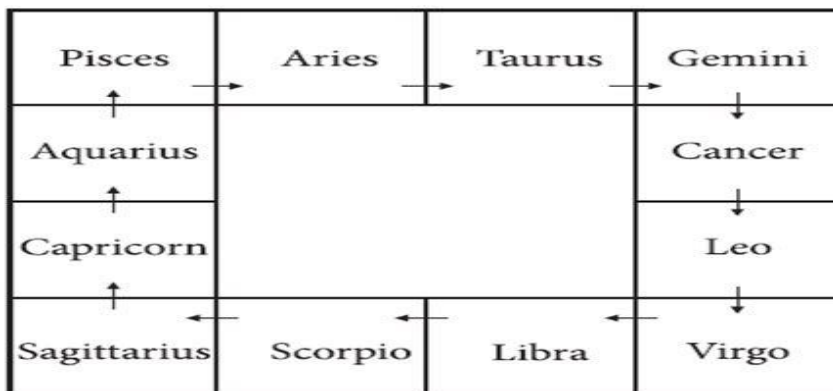 Pisces Aries Taurus Gemini
Aquarius Cancer
Capricorn Leo
Sagittarius Scorpio Libra Virgo